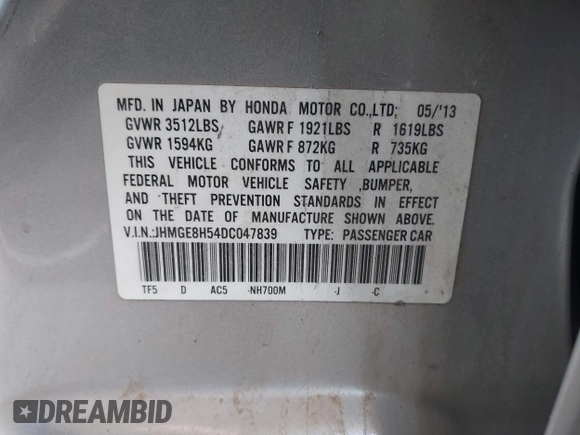 MFD. IN JAPAN BY HONDA MOTOR CO.,LTD; 05/'13
GVWR 3512LBS GAWR F 1921LBS R 1619LBS
GVWR 1594KG GAWR F 872KG R 735KG
THIS VEHICLE CONFORMS TO ALL APPLICABLE
FEDERAL MOTOR VEHICLE SAFETY ,BUMPER,
AND THEFT PREVENTION STANDARDS IN EFFECT
ON THE DATE OF MANUFACTURE SHOWN ABOVE.
V.I.N.:JHMGE8H54DC047839 TYPE: PASSENGER CAR
TF5 D AC5 -NH700M -J -C
DREAMBID